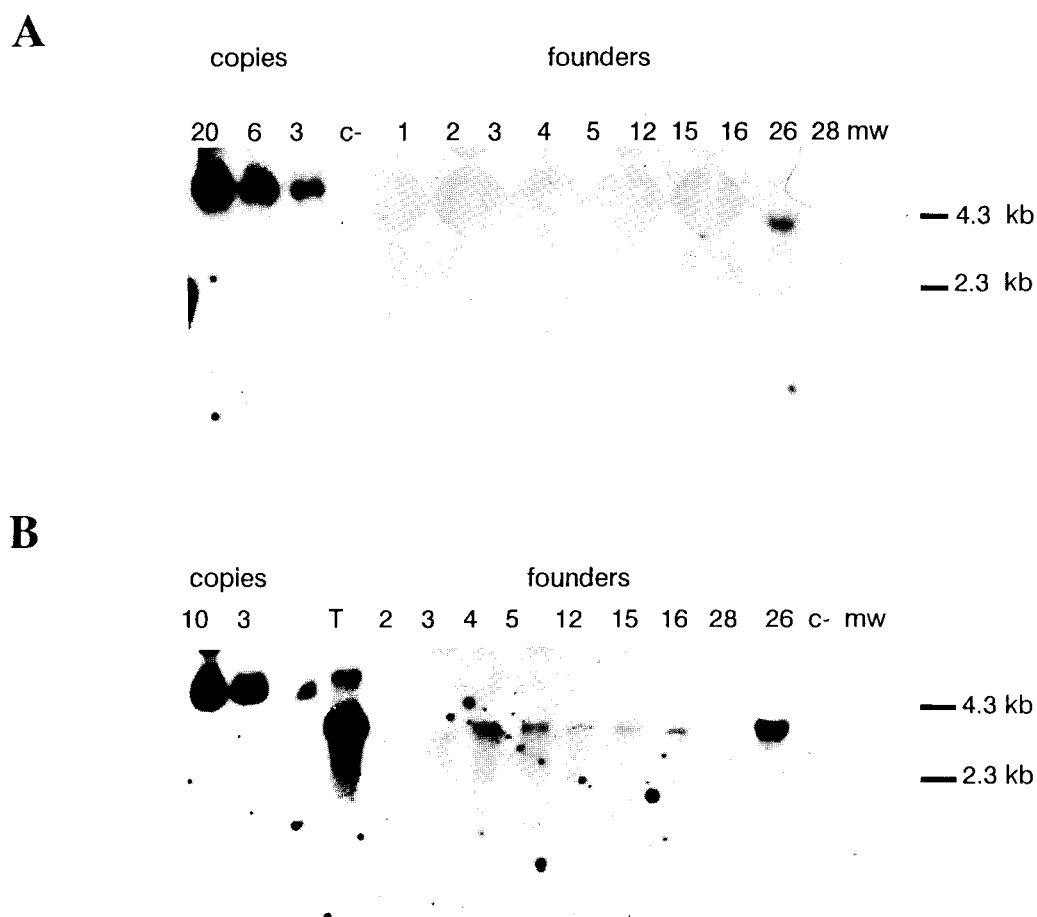 A
copies founders
20 6 3 c- 1 2 3 4 5 12 15 16 26 28 mw
4.3 kb
2.3 kb
B
copies founders
10 3 T 2 3 4 5 12 15 16 28 26 c- mw
4.3 kb
2.3 kb